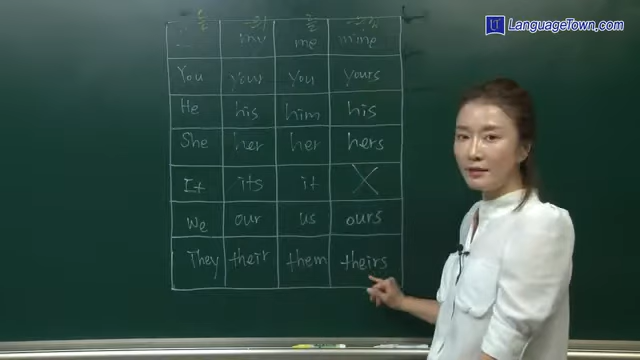 LT LanguageTown.com
my me mine
You your you yours
He his him his
She her her hers
It its it X
We our us ours
They their them theirs